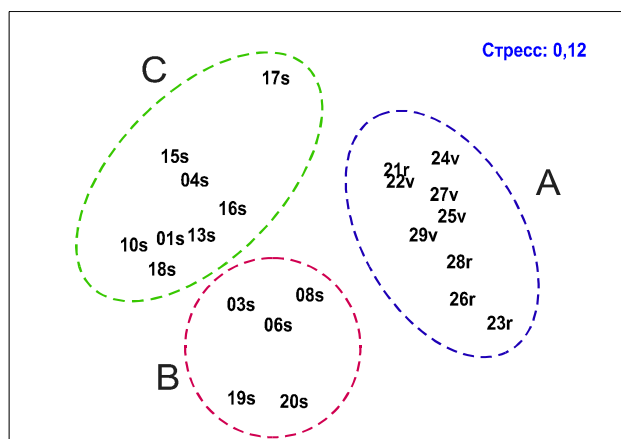 Стресс: 0,12
C
17s
15s
24v
21r
22v
04s
A
27v
16s
25v
01s
13s
29v
10s
18s
28r
08s
03s
26r
06s
23r
B
19s
20s